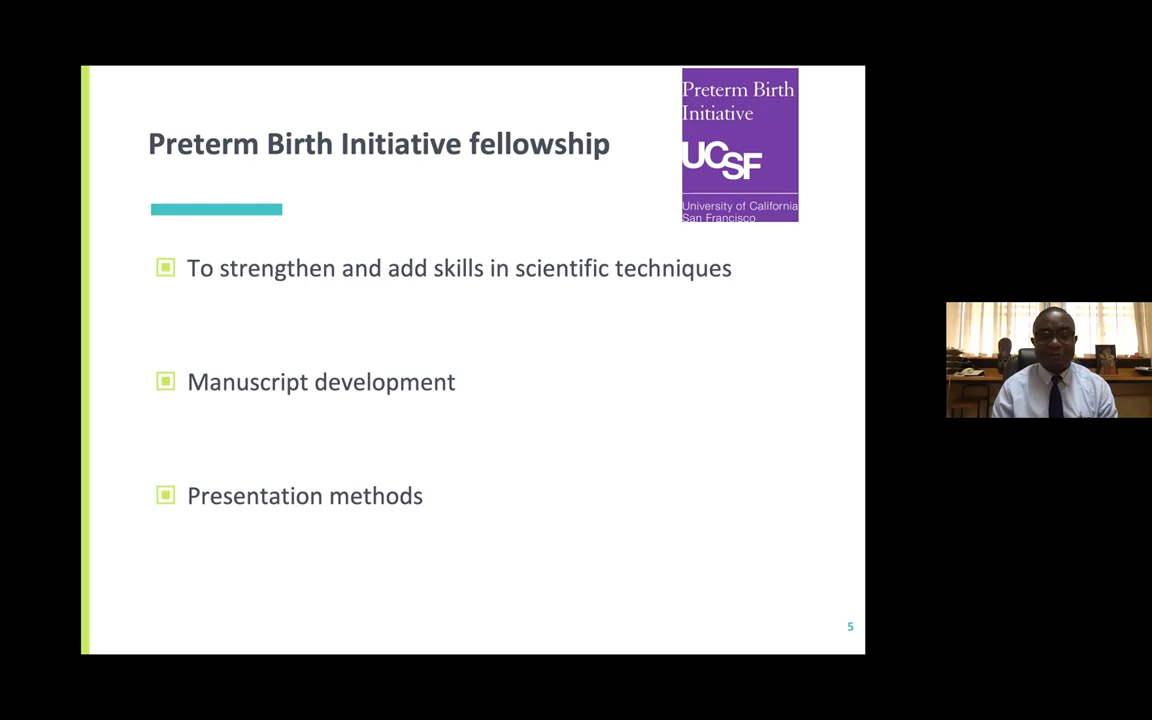 Preterm Birth
Initiative
UCSF
University of California
San Francisco
Preterm Birth Initiative fellowship
To strengthen and add skills in scientific techniques
Manuscript development
Presentation methods
5